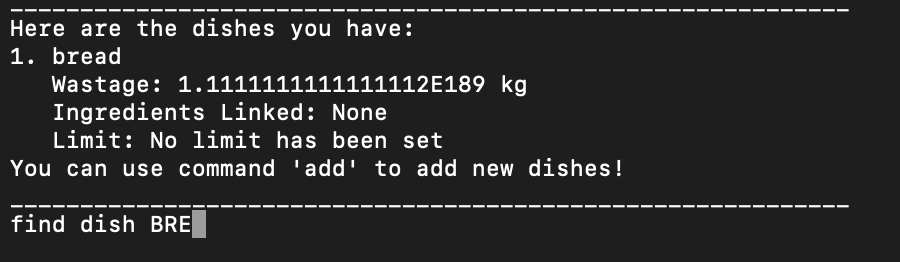 ____________________________________________________________
Here are the dishes you have:
1. bread
   Wastage: 1.1111111111111112E189 kg
   Ingredients Linked: None
   Limit: No limit has been set
You can use command 'add' to add new dishes!
____________________________________________________________
find dish BRE